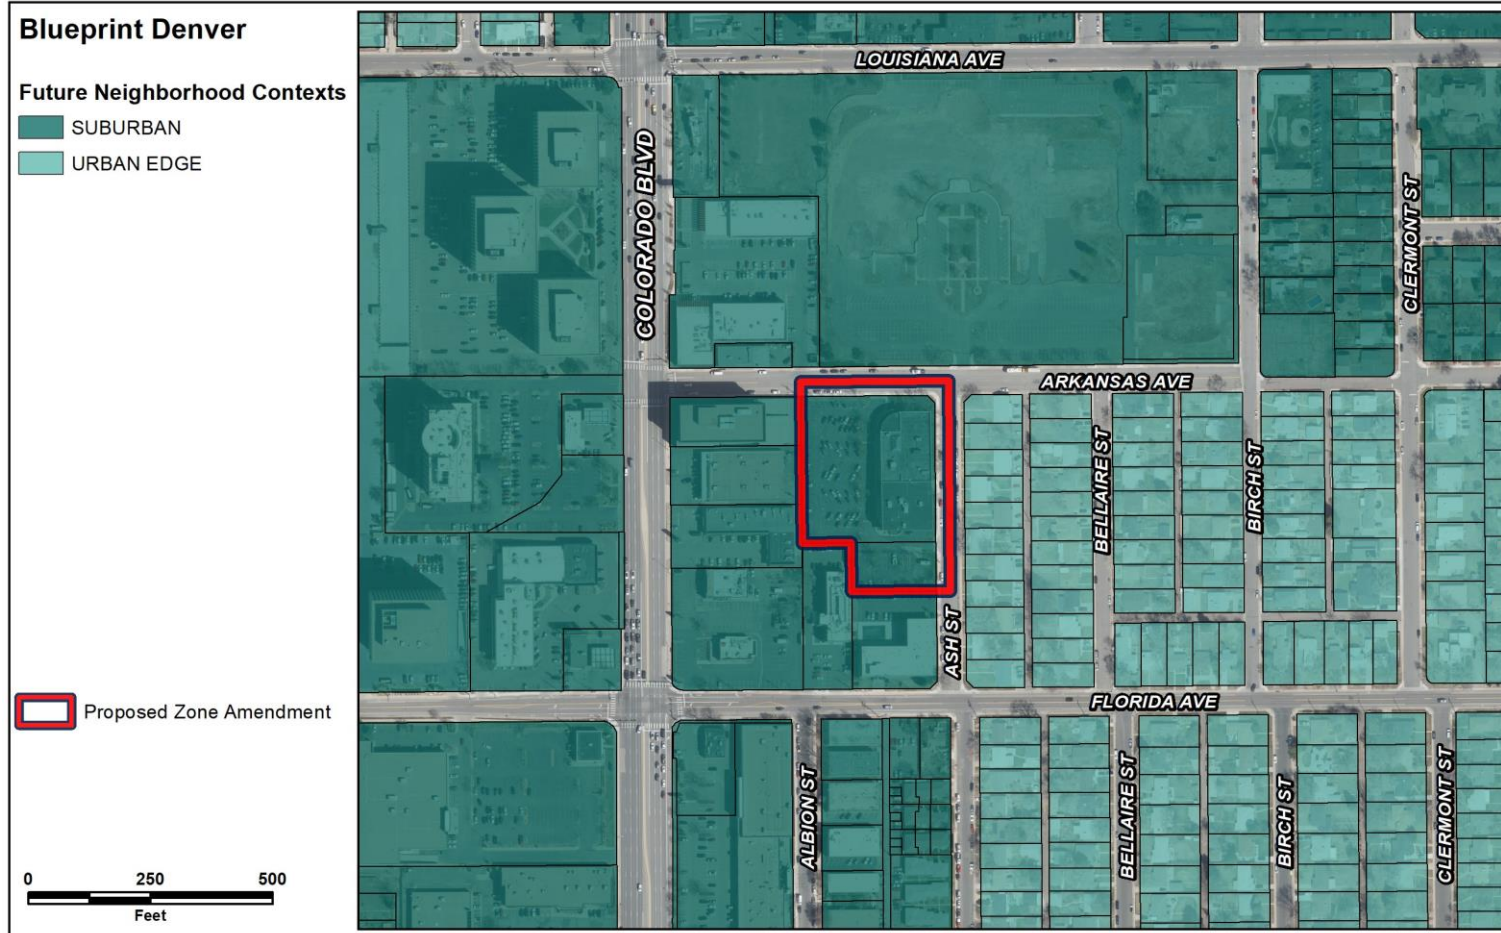 Blueprint Denver
Future Neighborhood Contexts
SUBURBAN
URBAN EDGE
Proposed Zone Amendment
0 250 500
Feet
LOUISIANA AVE
COLORADO BLVD
CLERMONT ST
ARKANSAS AVE
BELLAIRE ST
BIRCH ST
ASH ST
FLORIDA AVE
ALBION ST
BELLAIRE ST
BIRCH ST
CLERMONT ST